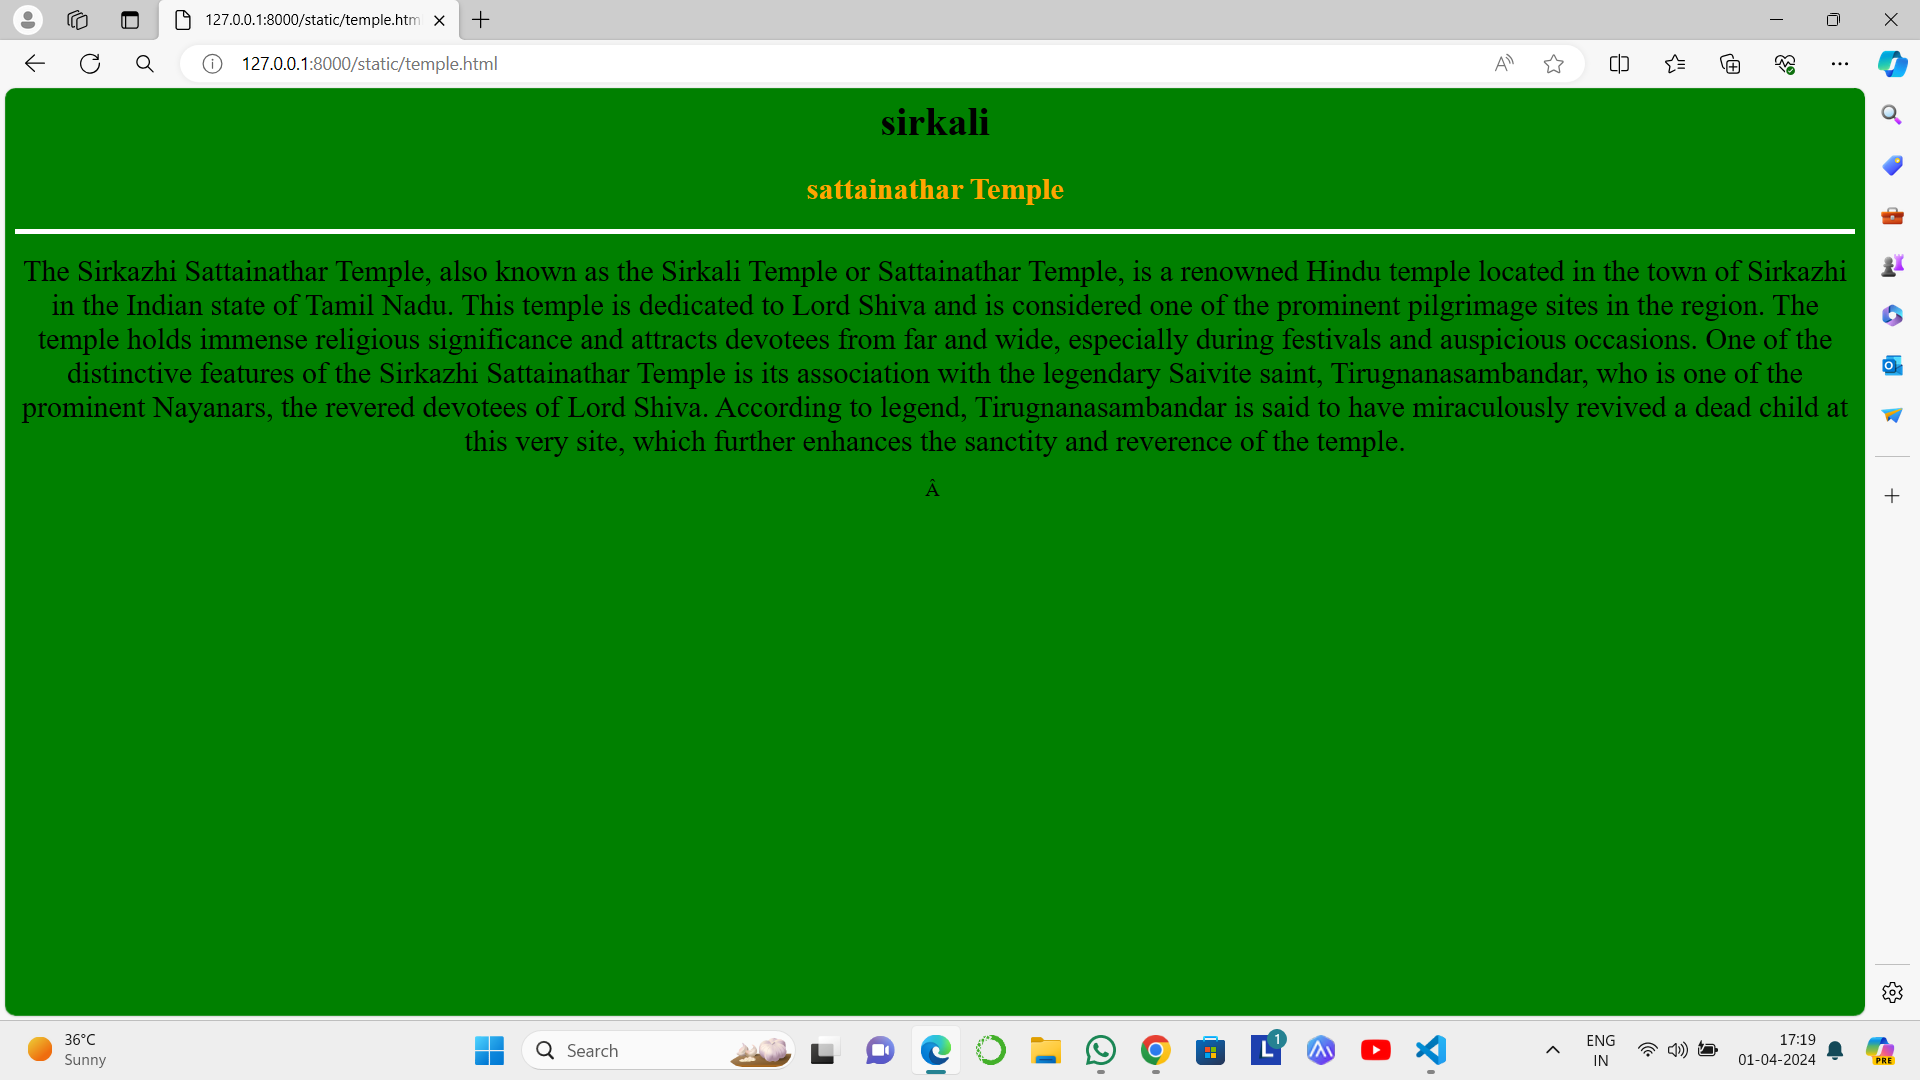 127.0.0.1:8000/static/temple.htm
127.0.0.1:8000/static/temple.html
sirkali
sattainathar Temple
The Sirkazhi Sattainathar Temple, also known as the Sirkali Temple or Sattainathar Temple, is a renowned Hindu temple located in the town of Sirkazhi
in the Indian state of Tamil Nadu. This temple is dedicated to Lord Shiva and is considered one of the prominent pilgrimage sites in the region. The
temple holds immense religious significance and attracts devotees from far and wide, especially during festivals and auspicious occasions. One of the
distinctive features of the Sirkazhi Sattainathar Temple is its association with the legendary Saivite saint, Tirugnanasambandar, who is one of the
prominent Nayanars, the revered devotees of Lord Shiva. According to legend, Tirugnanasambandar is said to have miraculously revived a dead child at
this very site, which further enhances the sanctity and reverence of the temple.
Â
36°C
Sunny
Search
L
1
ENG
IN
17:19
01-04-2024
PRE